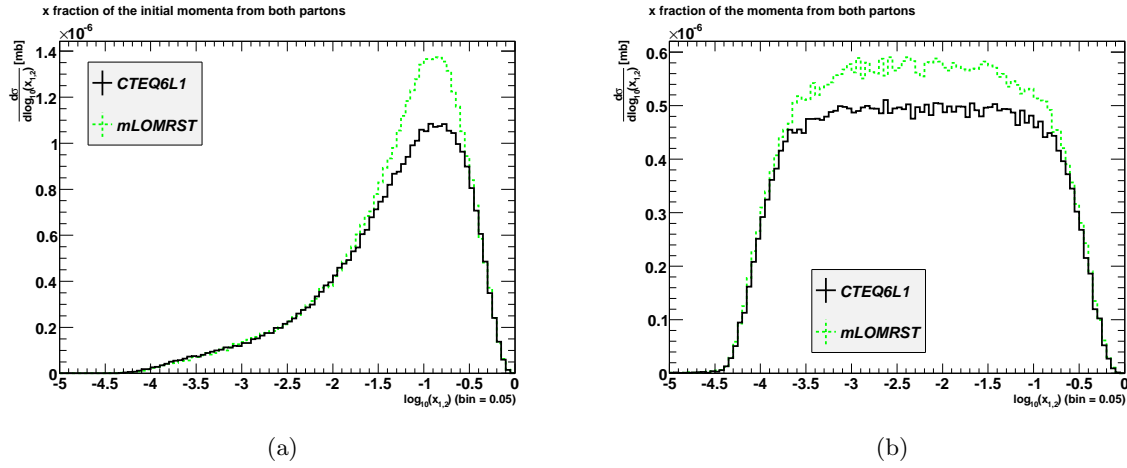 x fraction of the initial momenta from both partons
×10⁻⁶
dσ/dlog₁₀(x₁,₂) [mb]
1.4
1.2
1
0.8
0.6
0.4
0.2
0
CTEQ6L1
mLOMRST
-5 -4.5 -4 -3.5 -3 -2.5 -2 -1.5 -1 -0.5 0
log₁₀(x₁,₂) (bin = 0.05)
(a)
x fraction of the momenta from both partons
×10⁻⁶
dσ/dlog₁₀(x₁,₂) [mb]
0.6
0.5
0.4
0.3
0.2
0.1
0
CTEQ6L1
mLOMRST
-5 -4.5 -4 -3.5 -3 -2.5 -2 -1.5 -1 -0.5 0
log₁₀(x₁,₂) (bin = 0.05)
(b)